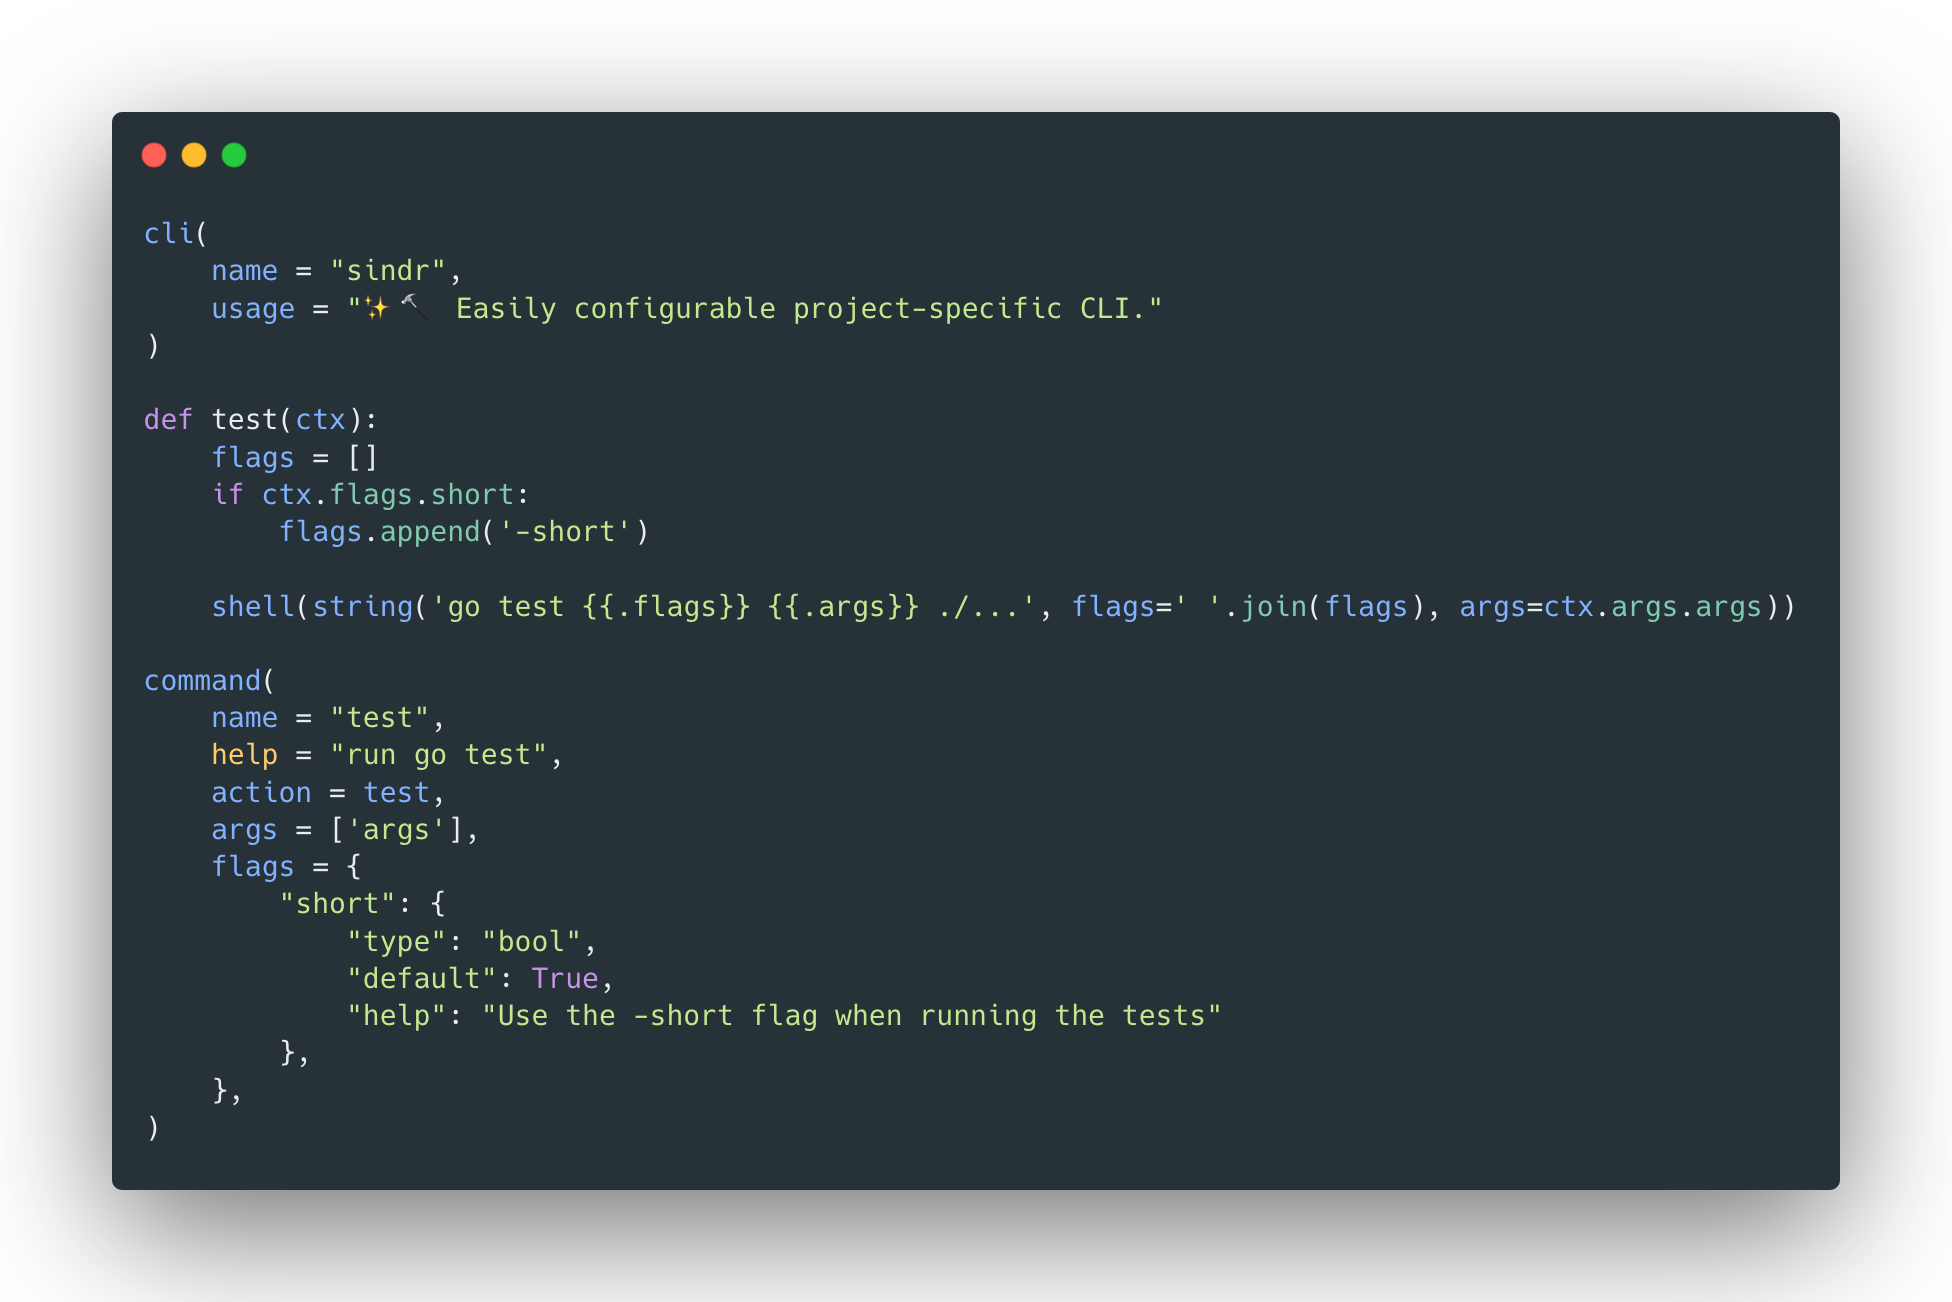 cli(
    name = "sindr",
    usage = "✨🔨 Easily configurable project-specific CLI."
)

def test(ctx):
    flags = []
    if ctx.flags.short:
        flags.append('-short')

    shell(string('go test {{.flags}} {{.args}} ./...', flags=' '.join(flags), args=ctx.args.args))

command(
    name = "test",
    help = "run go test",
    action = test,
    args = ['args'],
    flags = {
        "short": {
            "type": "bool",
            "default": True,
            "help": "Use the -short flag when running the tests"
        },
    },
)